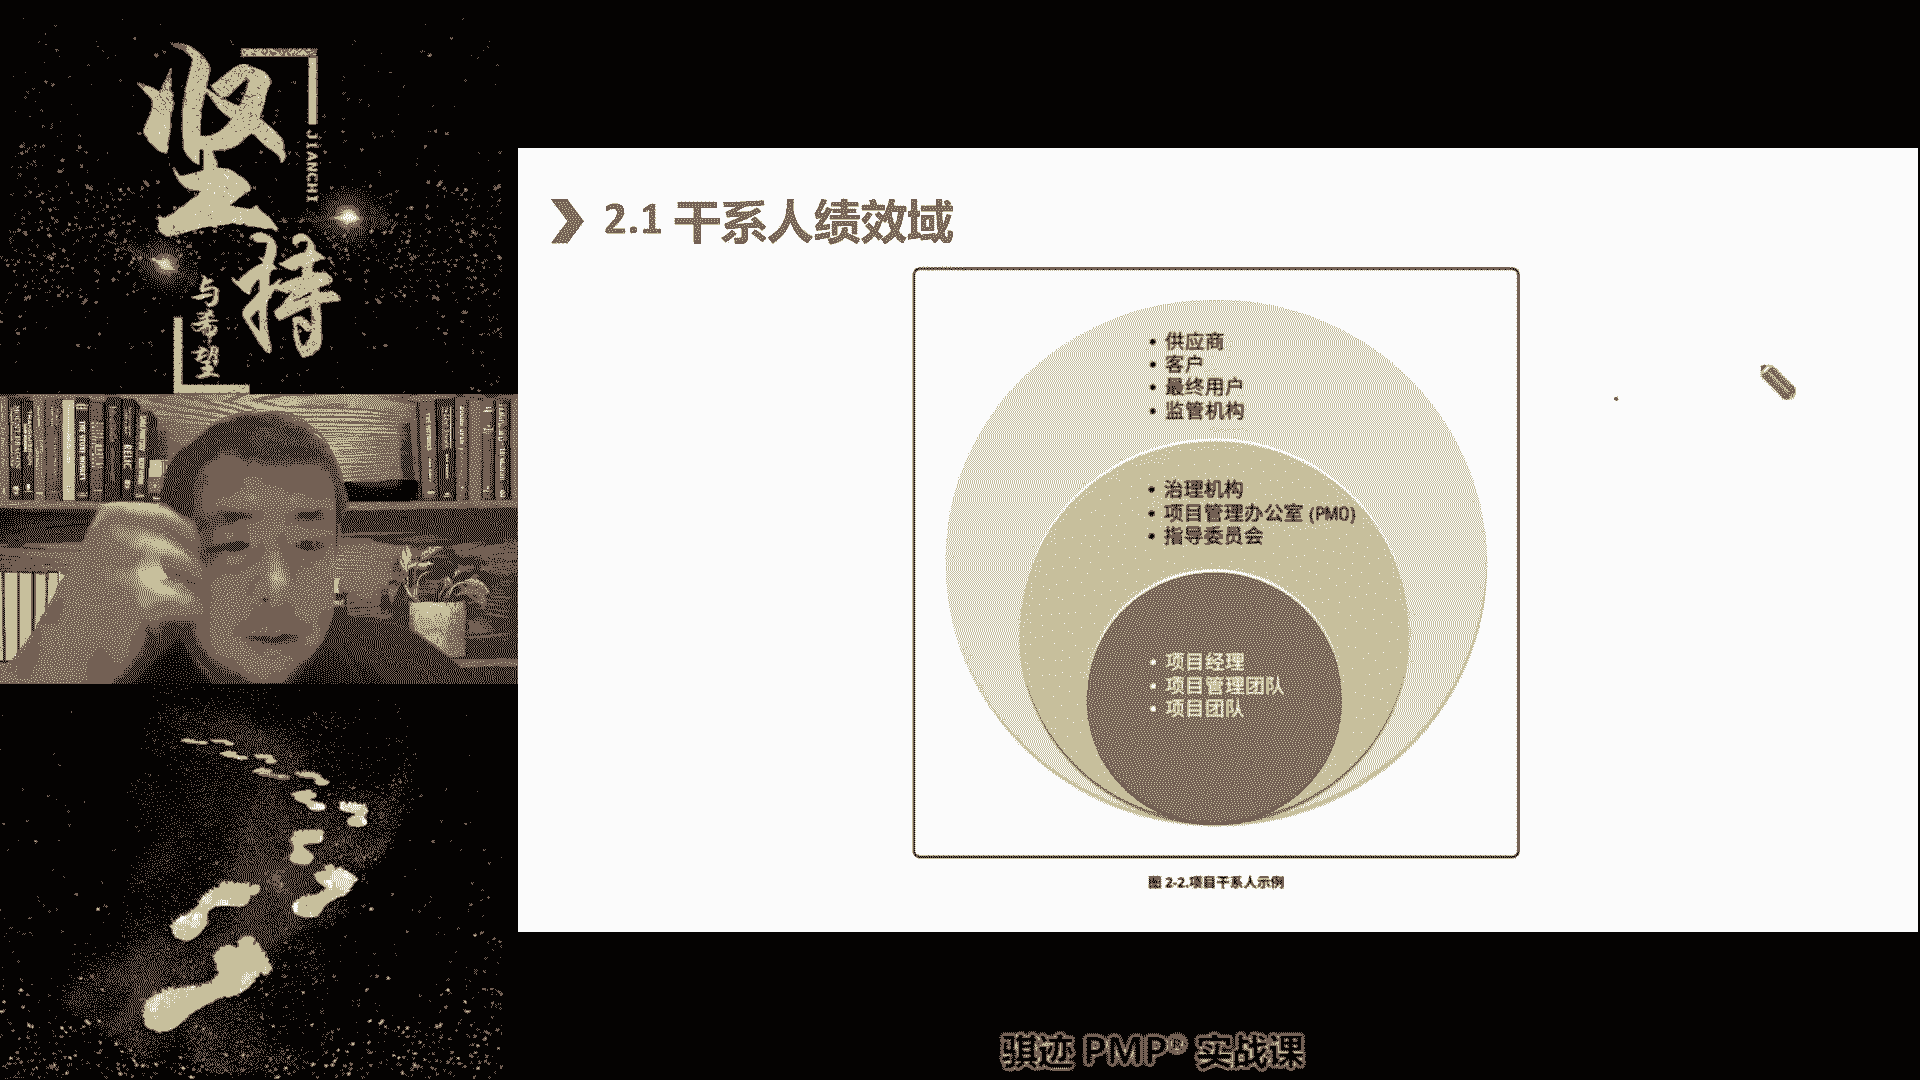 坚持
JIANCHI
与希望
2.1 干系人绩效域
• 供应商
• 客户
• 最终用户
• 监管机构
• 治理机构
• 项目管理办公室 (PMO)
• 指导委员会
• 项目经理
• 项目管理团队
• 项目团队
图 2-2.项目干系人示例
骐迹 PMP® 实战课